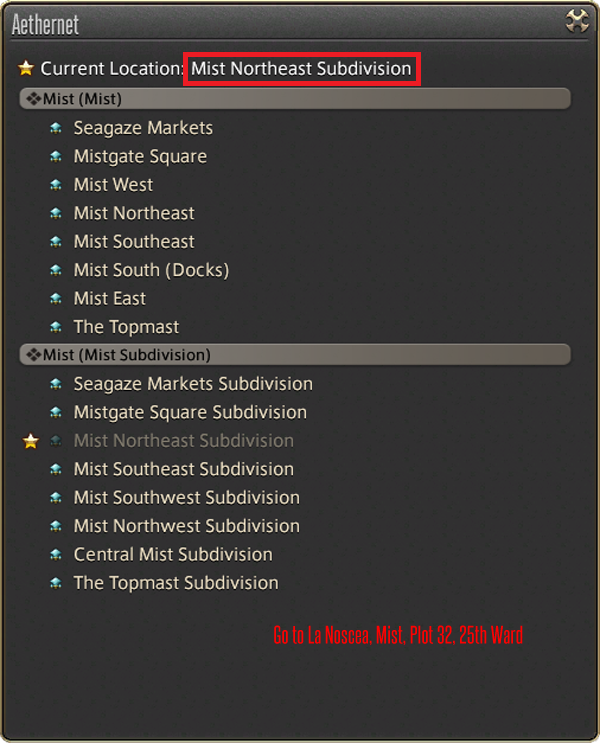 Aethernet
Current Location: Mist Northeast Subdivision
Mist (Mist)
Seagaze Markets
Mistgate Square
Mist West
Mist Northeast
Mist Southeast
Mist South (Docks)
Mist East
The Topmast
Mist (Mist Subdivision)
Seagaze Markets Subdivision
Mistgate Square Subdivision
Mist Northeast Subdivision
Mist Southeast Subdivision
Mist Southwest Subdivision
Mist Northwest Subdivision
Central Mist Subdivision
The Topmast Subdivision
Go to La Noscea, Mist, Plot 32, 25th Ward